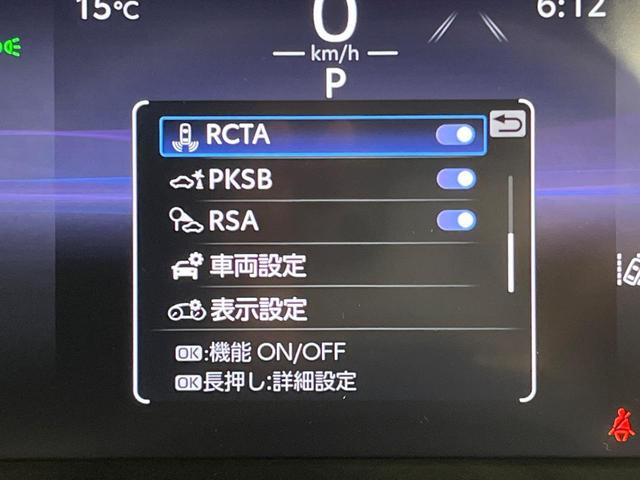 15℃
0
6:12
km/h
P
RCTA
PKSB
RSA
車両設定
表示設定
OK:機能 ON/OFF
OK長押し:詳細設定